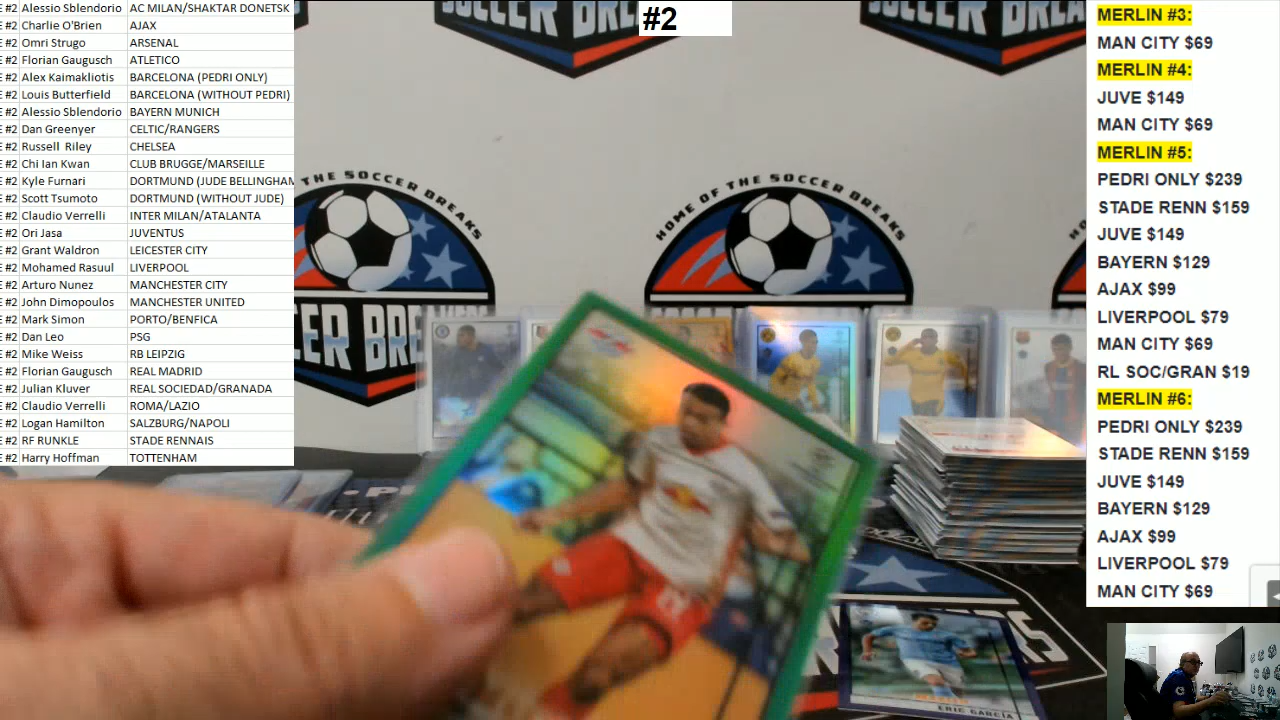 E #2 Alessio Sblendorio AC MILAN/SHAKTAR DONETSK
E #2 Charlie O'Brien AJAX
E #2 Omri Strugo ARSENAL
E #2 Florian Gaugusch ATLETICO
E #2 Alex Kaimakliotis BARCELONA (PEDRI ONLY)
E #2 Louis Butterfield BARCELONA (WITHOUT PEDRI)
E #2 Alessio Sblendorio BAYERN MUNICH
E #2 Dan Greenyer CELTIC/RANGERS
E #2 Russell Riley CHELSEA
E #2 Chi Ian Kwan CLUB BRUGGE/MARSEILLE
E #2 Kyle Furnari DORTMUND (JUDE BELLINGHAM
E #2 Scott Tsumoto DORTMUND (WITHOUT JUDE)
E #2 Claudio Verrelli INTER MILAN/ATALANTA
E #2 Ori Jasa JUVENTUS
E #2 Grant Waldron LEICESTER CITY
E #2 Mohamed Rasuul LIVERPOOL
E #2 Arturo Nunez MANCHESTER CITY
E #2 John Dimopoulos MANCHESTER UNITED
E #2 Mark Simon PORTO/BENFICA
E #2 Dan Leo PSG
E #2 Mike Weiss RB LEIPZIG
E #2 Florian Gaugusch REAL MADRID
E #2 Julian Kluver REAL SOCIEDAD/GRANADA
E #2 Claudio Verrelli ROMA/LAZIO
E #2 Logan Hamilton SALZBURG/NAPOLI
E #2 RF RUNKLE STADE RENNAIS
E #2 Harry Hoffman TOTTENHAM
#2
SOCCER BREA
THE SOCCER BREAKS
CER BRE
HOME OF THE SOCCER BREAKS
ERIC GARCIA
MERLIN #3:
MAN CITY $69
MERLIN #4:
JUVE $149
MAN CITY $69
MERLIN #5:
PEDRI ONLY $239
STADE RENN $159
JUVE $149
BAYERN $129
AJAX $99
LIVERPOOL $79
MAN CITY $69
RL SOC/GRAN $19
MERLIN #6:
PEDRI ONLY $239
STADE RENN $159
JUVE $149
BAYERN $129
AJAX $99
LIVERPOOL $79
MAN CITY $69